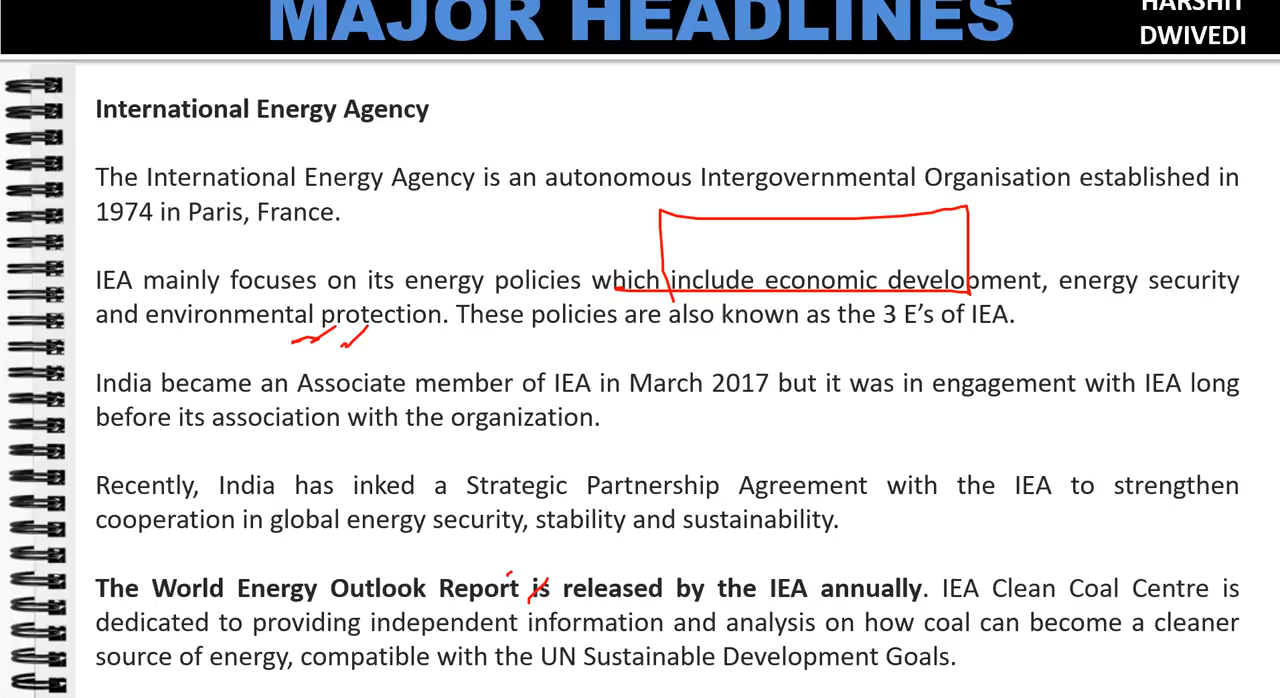 MAJOR HEADLINES
HARSHIT
DWIVEDI
International Energy Agency
The International Energy Agency is an autonomous Intergovernmental Organisation established in
1974 in Paris, France.
IEA mainly focuses on its energy policies which include economic development, energy security
and environmental protection. These policies are also known as the 3 E's of IEA.
India became an Associate member of IEA in March 2017 but it was in engagement with IEA long
before its association with the organization.
Recently, India has inked a Strategic Partnership Agreement with the IEA to strengthen
cooperation in global energy security, stability and sustainability.
The World Energy Outlook Report is released by the IEA annually. IEA Clean Coal Centre is
dedicated to providing independent information and analysis on how coal can become a cleaner
source of energy, compatible with the UN Sustainable Development Goals.